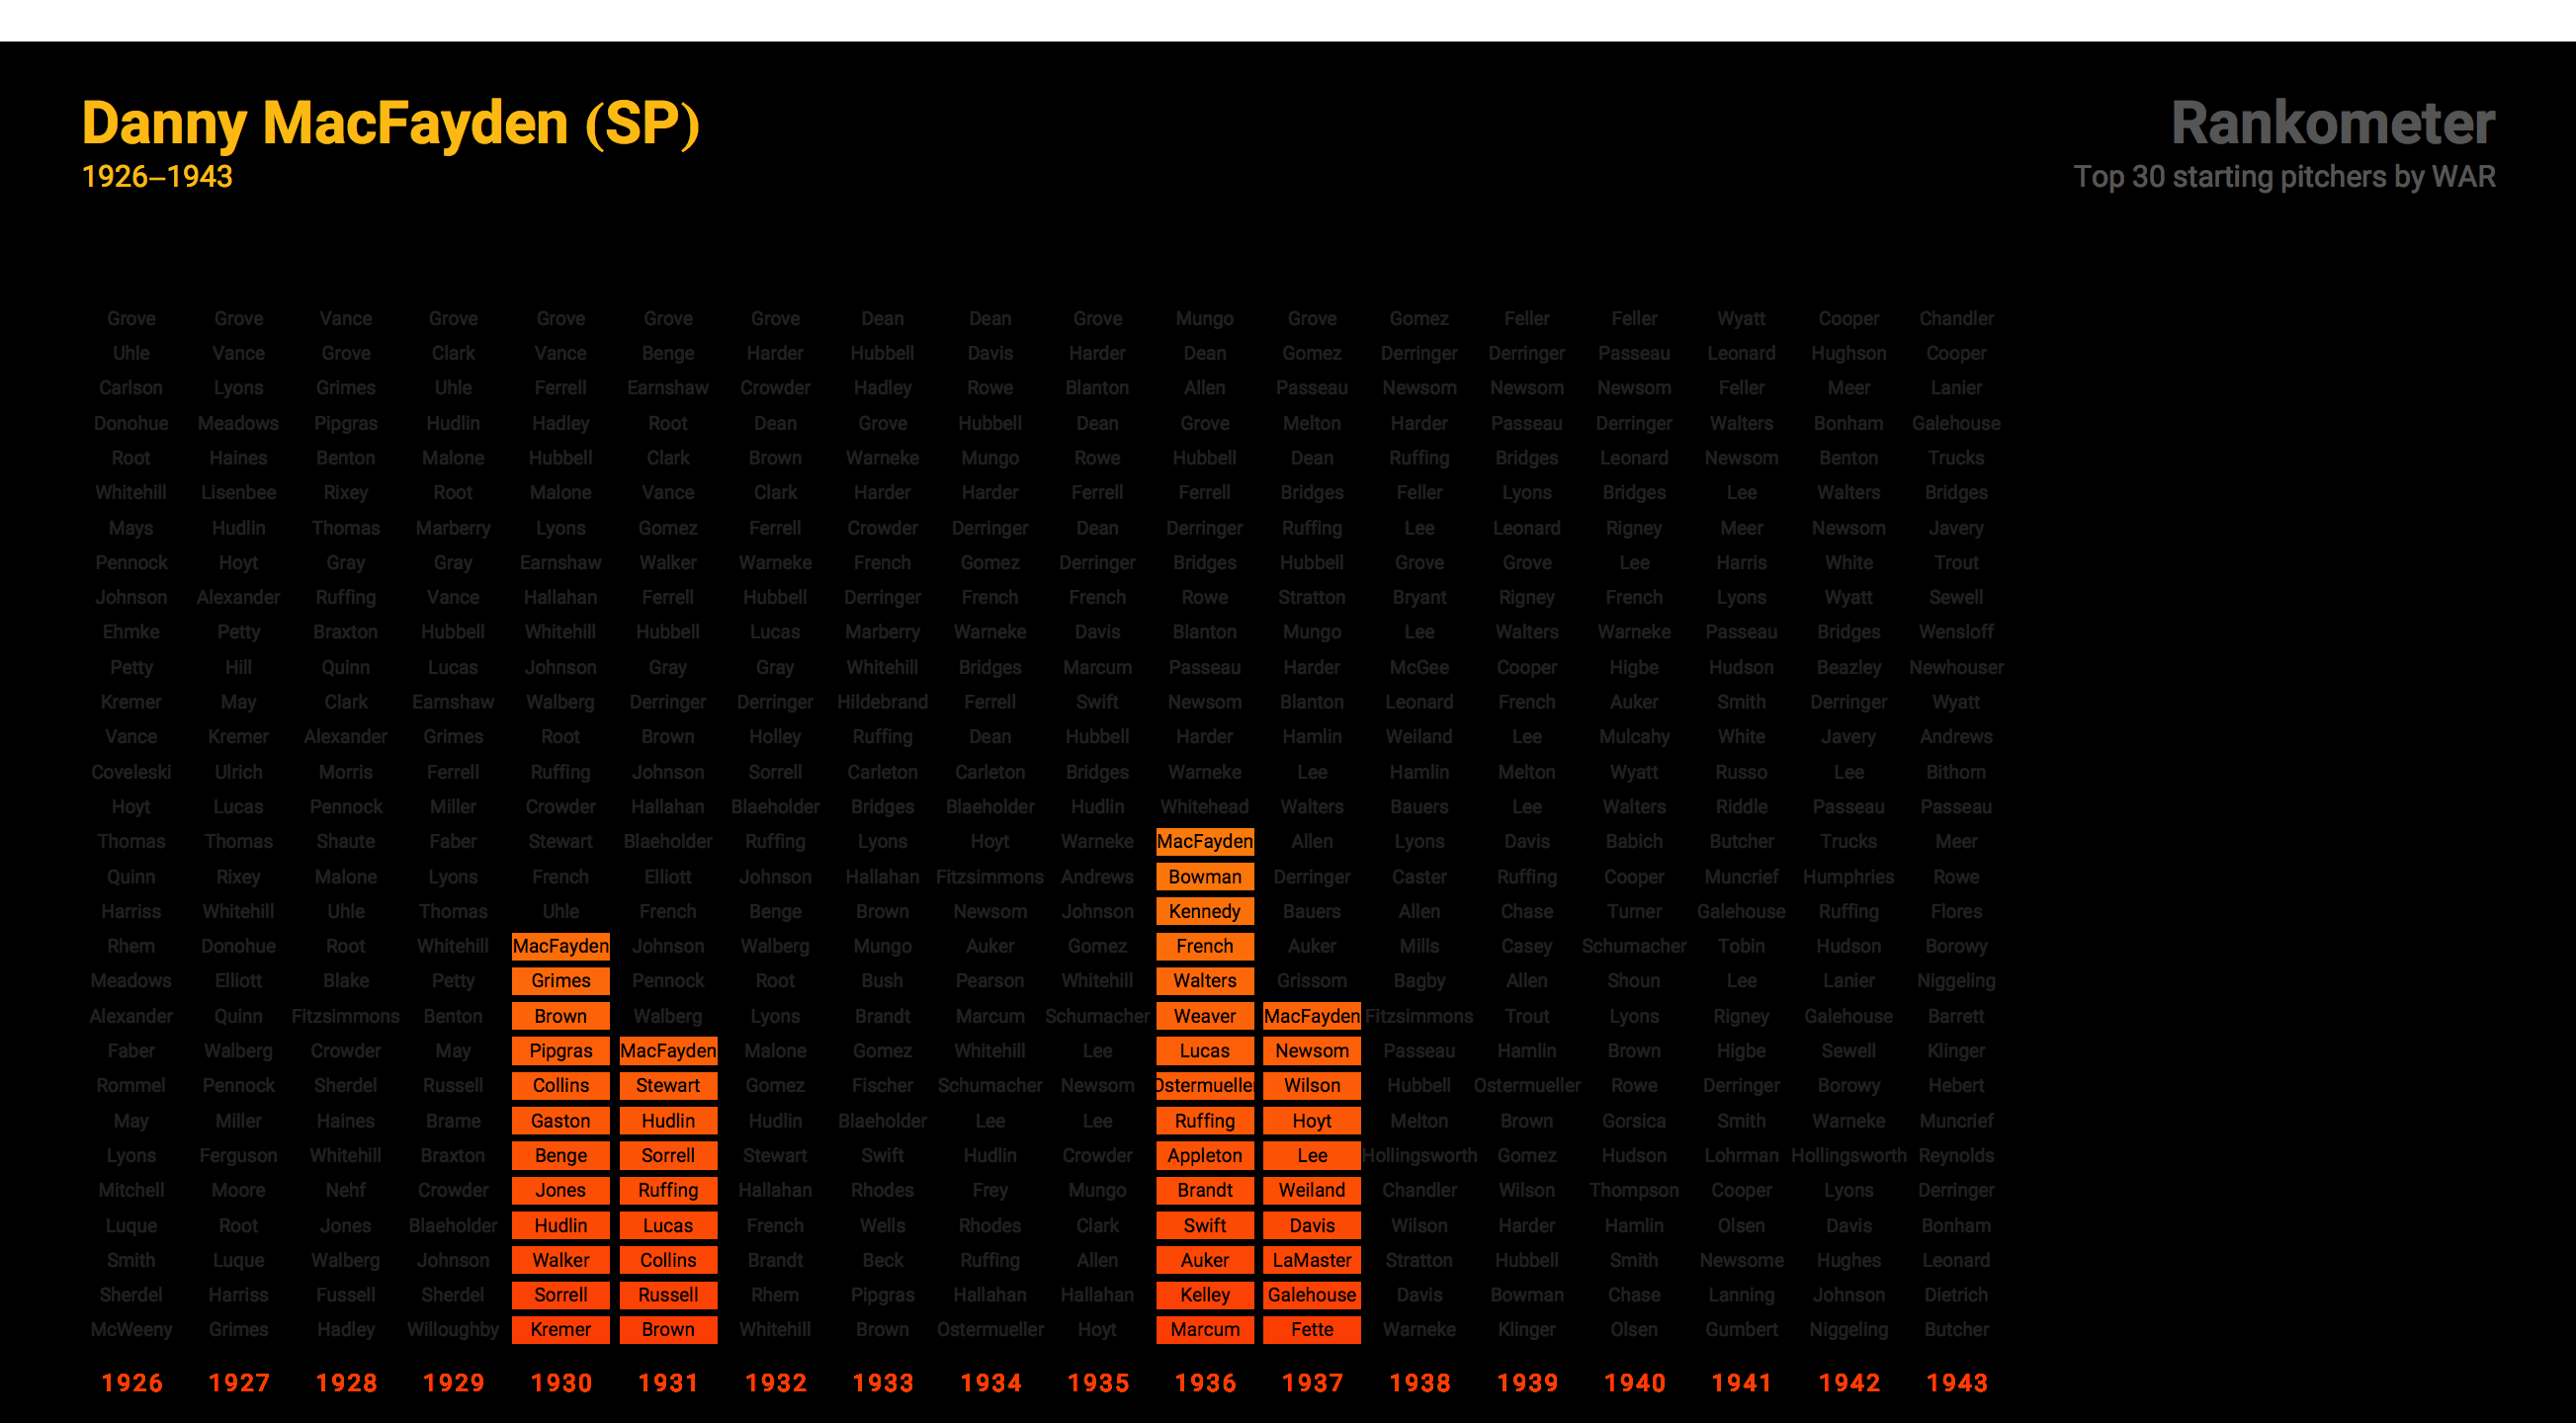 Danny MacFayden (SP)
Rankometer
1926–1943
Top 30 starting pitchers by WAR
Grove Grove Vance Grove Grove Grove Grove Dean Dean Grove Mungo Grove Gomez Feller Feller Wyatt Cooper Chandler
Uhle Vance Grove Clark Vance Benge Harder Hubbell Davis Harder Dean Gomez Derringer Derringer Passeau Leonard Hughson Cooper
Carlson Lyons Grimes Uhle Ferrell Earnshaw Crowder Hadley Rowe Blanton Allen Passeau Newsom Newsom Newsom Feller Meer Lanier
Donohue Meadows Pipgras Hudlin Hadley Root Dean Grove Hubbell Dean Grove Melton Harder Passeau Derringer Walters Bonham Galehouse
Root Haines Benton Malone Hubbell Clark Brown Warneke Mungo Rowe Hubbell Dean Ruffing Bridges Leonard Newsom Benton Trucks
Whitehill Lisenbee Rixey Root Malone Vance Clark Harder Harder Ferrell Ferrell Bridges Feller Lyons Bridges Lee Walters Bridges
Mays Hudlin Thomas Marberry Lyons Gomez Ferrell Crowder Derringer Dean Derringer Ruffing Lee Leonard Rigney Meer Newsom Javery
Pennock Hoyt Gray Gray Earnshaw Walker Warneke French Gomez Derringer Bridges Hubbell Grove Grove Lee Harris White Trout
Johnson Alexander Ruffing Vance Hallahan Ferrell Hubbell Derringer French French Rowe Stratton Bryant Rigney French Lyons Wyatt Sewell
Ehmke Petty Braxton Hubbell Whitehill Hubbell Lucas Marberry Warneke Davis Blanton Mungo Lee Walters Warneke Passeau Bridges Wensloff
Petty Hill Quinn Lucas Johnson Gray Gray Whitehill Bridges Marcum Passeau Harder McGee Cooper Higbe Hudson Beazley Newhouser
Kremer May Clark Earnshaw Walberg Derringer Derringer Hildebrand Ferrell Swift Newsom Blanton Leonard French Auker Smith Derringer Wyatt
Vance Kremer Alexander Grimes Root Brown Holley Ruffing Dean Hubbell Harder Hamlin Weiland Lee Mulcahy White Javery Andrews
Coveleski Ulrich Morris Ferrell Ruffing Johnson Sorrell Carleton Carleton Bridges Warneke Lee Hamlin Melton Wyatt Russo Lee Bithorn
Hoyt Lucas Pennock Miller Crowder Hallahan Blaeholder Bridges Blaeholder Hudlin Whitehead Walters Bauers Lee Walters Riddle Passeau Passeau
Thomas Thomas Shaute Faber Stewart Blaeholder Ruffing Lyons Hoyt Warneke MacFayden Allen Lyons Davis Babich Butcher Trucks Meer
Quinn Rixey Malone Lyons French Elliott Johnson Hallahan Fitzsimmons Andrews Bowman Derringer Caster Ruffing Cooper Muncrief Humphries Rowe
Harriss Whitehill Uhle Thomas Uhle French Benge Brown Newsom Johnson Kennedy Bauers Allen Chase Turner Galehouse Ruffing Flores
Rhem Donohue Root Whitehill MacFayden Johnson Walberg Mungo Auker Gomez French Auker Mills Casey Schumacher Tobin Hudson Borowy
Meadows Elliott Blake Petty Grimes Pennock Root Bush Pearson Whitehill Walters Grissom Bagby Allen Shoun Lee Lanier Niggeling
Alexander Quinn Fitzsimmons Benton Brown Walberg Lyons Brandt Marcum Schumacher Weaver MacFayden Fitzsimmons Trout Lyons Rigney Galehouse Barrett
Faber Walberg Crowder May Pipgras MacFayden Malone Gomez Whitehill Lee Lucas Newsom Passeau Hamlin Brown Higbe Sewell Klinger
Rommel Pennock Sherdel Russell Collins Stewart Gomez Fischer Schumacher Newsom Ostermueller Wilson Hubbell Ostermueller Rowe Derringer Borowy Hebert
May Miller Haines Brame Gaston Hudlin Hudlin Blaeholder Lee Lee Ruffing Hoyt Melton Brown Gorsica Smith Warneke Muncrief
Lyons Ferguson Whitehill Braxton Benge Sorrell Stewart Swift Hudlin Crowder Appleton Lee Hollingsworth Gomez Hudson Lohrman Hollingsworth Reynolds
Mitchell Moore Nehf Crowder Jones Ruffing Hallahan Rhodes Frey Mungo Brandt Weiland Chandler Wilson Thompson Cooper Lyons Derringer
Luque Root Jones Blaeholder Hudlin Lucas French Wells Rhodes Clark Swift Davis Wilson Harder Hamlin Olsen Davis Bonham
Smith Luque Walberg Johnson Walker Collins Brandt Beck Ruffing Allen Auker LaMaster Stratton Hubbell Smith Newsome Hughes Leonard
Sherdel Harriss Fussell Sherdel Sorrell Russell Rhem Pipgras Hallahan Hallahan Kelley Galehouse Davis Bowman Chase Lanning Johnson Dietrich
McWeeny Grimes Hadley Willoughby Kremer Brown Whitehill Brown Ostermueller Hoyt Marcum Fette Warneke Klinger Olsen Gumbert Niggeling Butcher
1926 1927 1928 1929 1930 1931 1932 1933 1934 1935 1936 1937 1938 1939 1940 1941 1942 1943